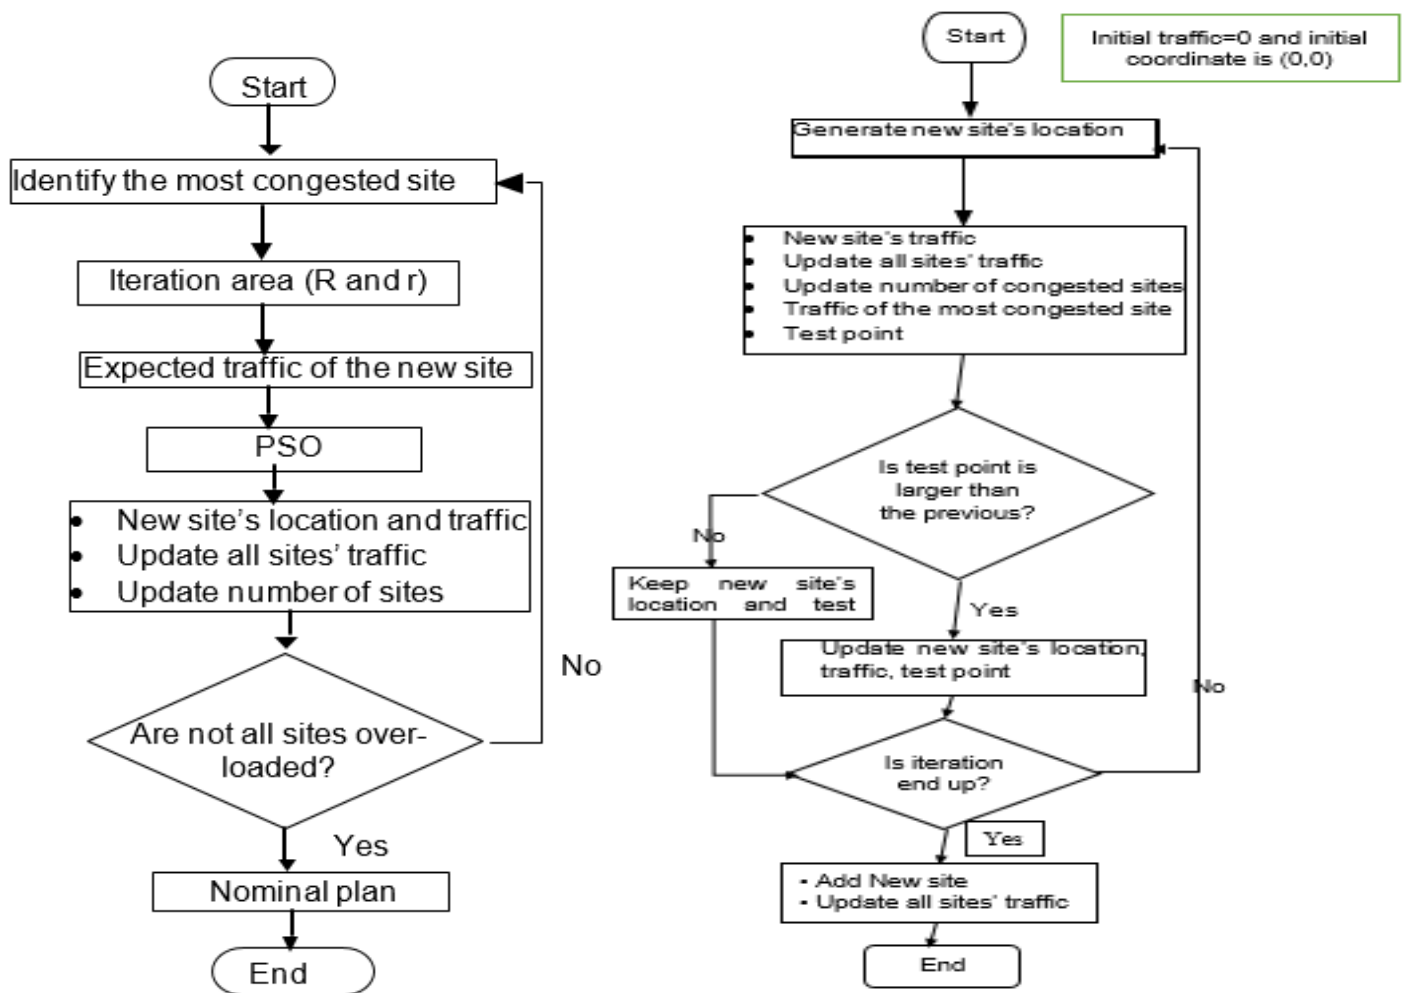 Start
Identify the most congested site
Iteration area (R and r)
Expected traffic of the new site
PSO
• New site's location and traffic
• Update all sites' traffic
• Update number of sites
Are not all sites over-
loaded?
No
Yes
Nominal plan
End
Start
Initial traffic=0 and initial
coordinate is (0,0)
Generate new site's location
• New site's traffic
• Update all sites' traffic
• Update number of congested sites
• Traffic of the most congested site
• Test point
Is test point is
larger than
the previous?
No
Keep new site's
location and test
Yes
Update new site's location,
traffic, test point
No
Is iteration
end up?
Yes
- Add New site
- Update all sites' traffic
End